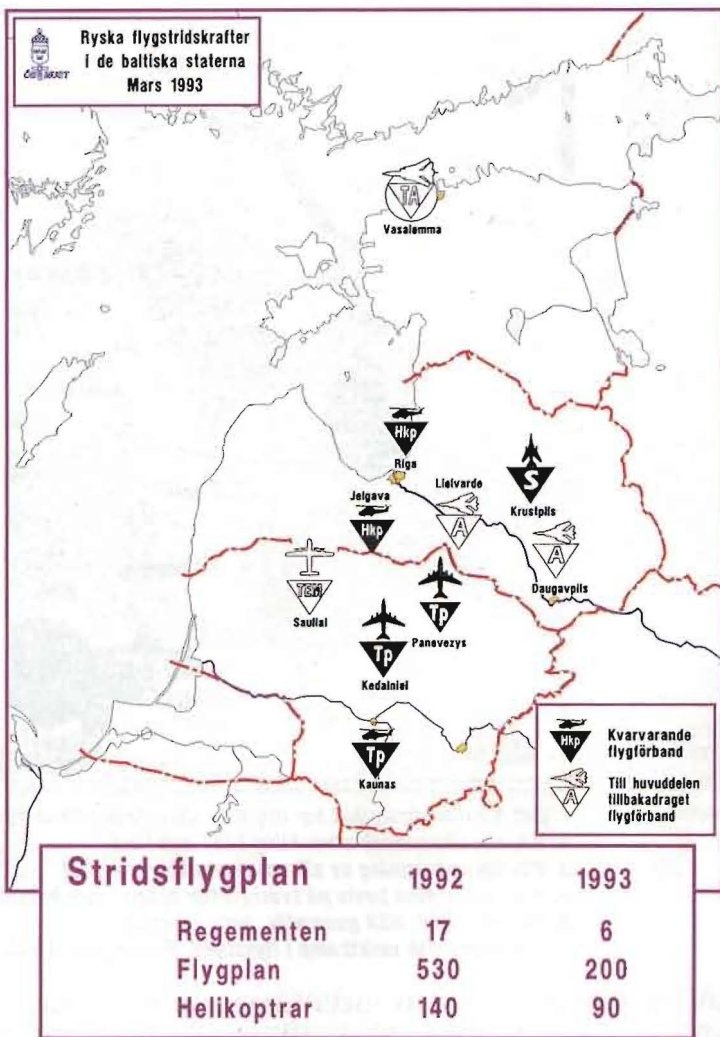 Ryska flygstridskrafter
i de baltiska staterna
Mars 1993
TA
Vasalemma
Hkp
Riga
S
Krustpils
Jelgava
Hkp
Lielvarde
A
A
Daugavpils
TEM
Tp
Panevezys
Tp
Kedainiei
Tp
Kaunas
Hkp
Kvarvarande
flygförband
A
Till huvuddelen
tillbakadraget
flygförband
Stridsflygplan 1992 1993
Regementen 17 6
Flygplan 530 200
Helikoptrar 140 90